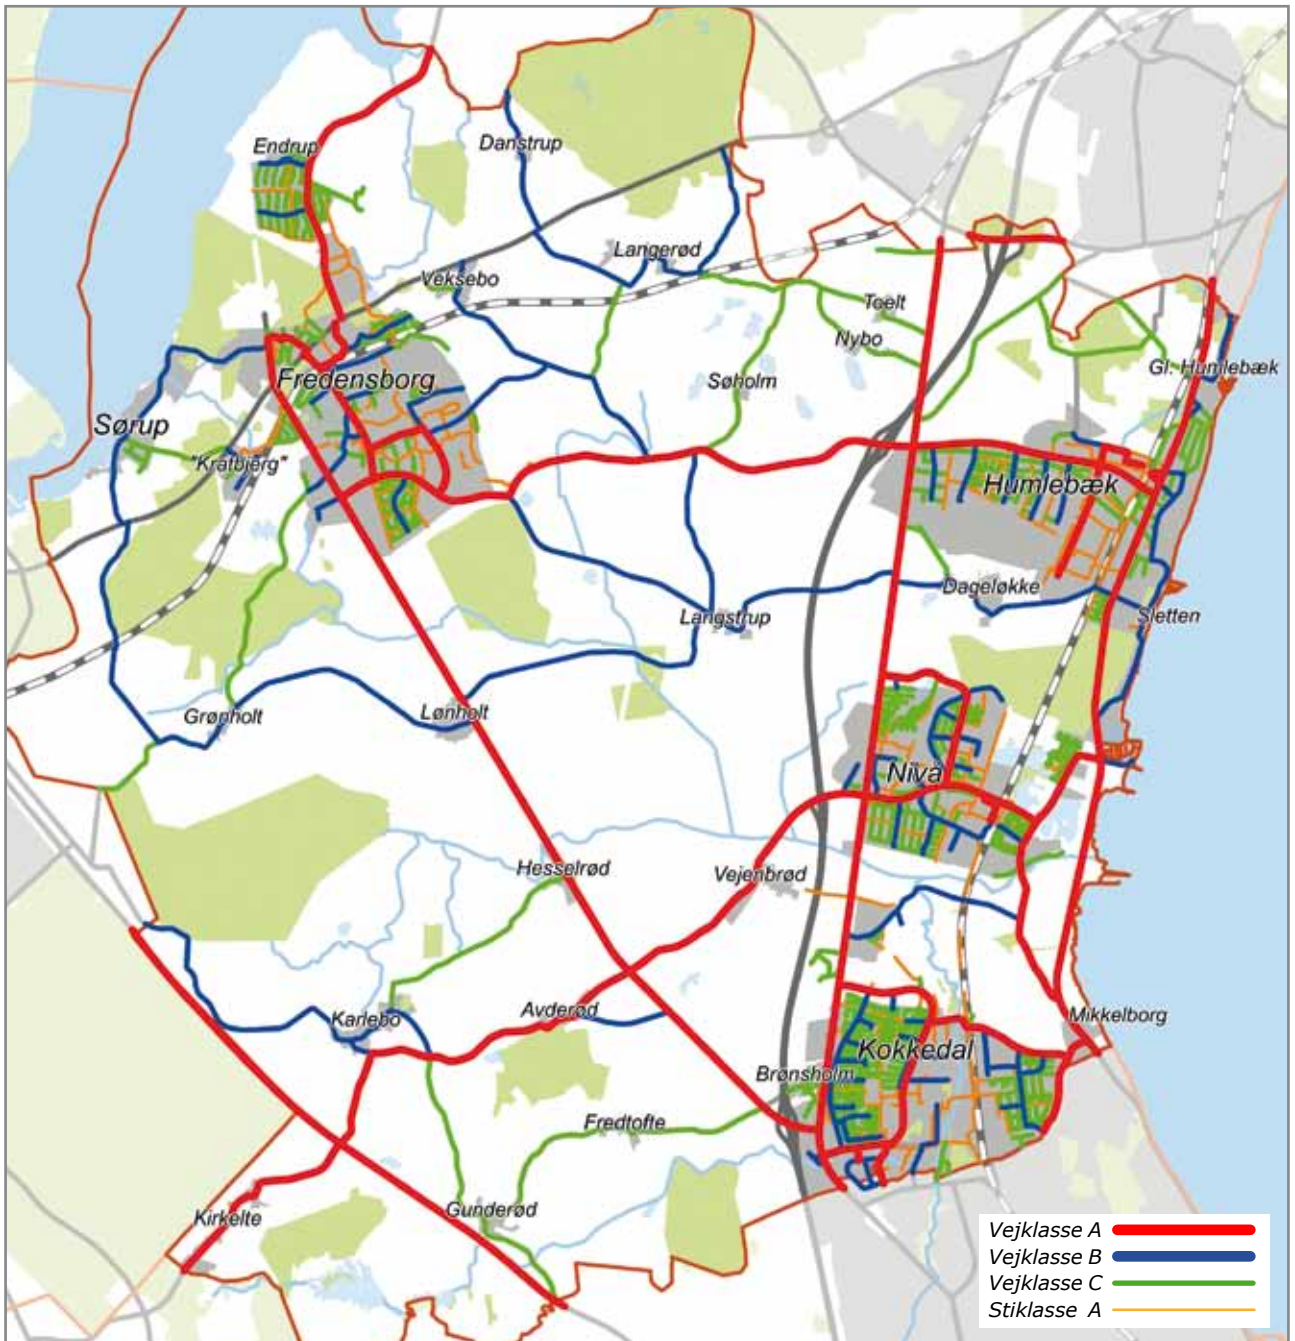 Endrup
Danstrup
Langerød
Veksebo
Toelt
Nybo
Gl. Humlebæk
Fredensborg
Søholm
Sørup
"Kratbjerg"
Humlebæk
Dageløkke
Langstrup
Sletten
Grønholt
Lønholt
Nivå
Hesselrød
Vejenbrød
Avderød
Karlebo
Mikkelborg
Kokkedal
Brønsholm
Fredtofte
Gunderød
Kirkelte
Vejklasse A
Vejklasse B
Vejklasse C
Stiklasse A